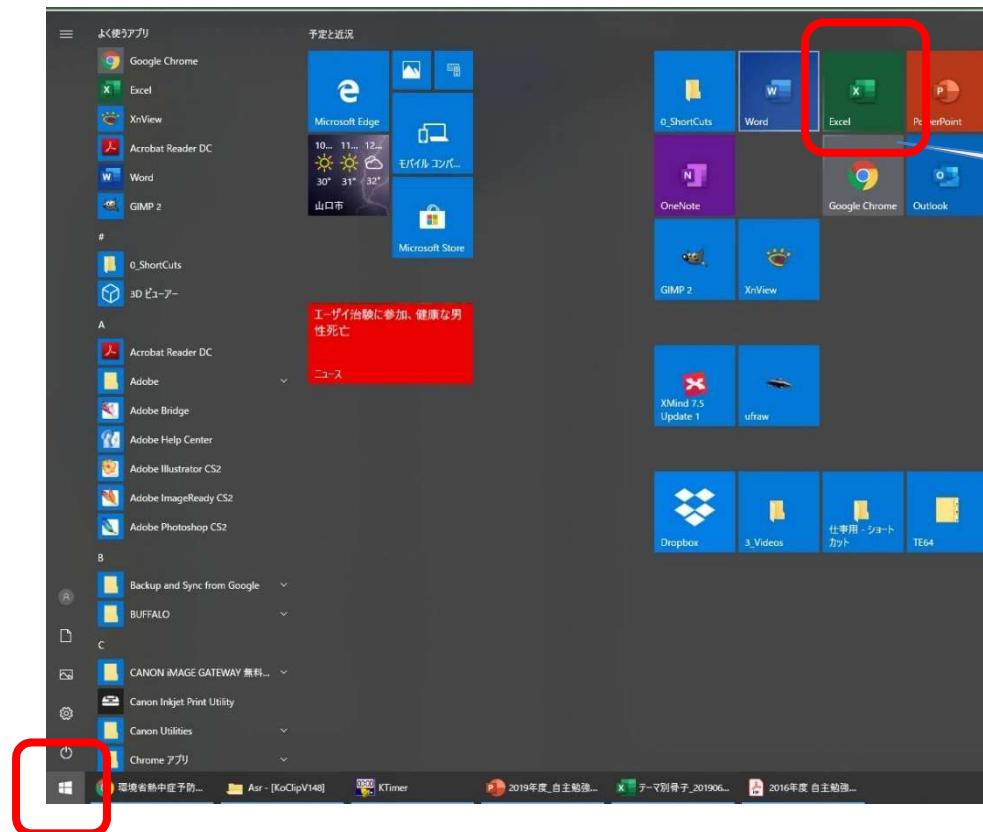 よく使うアプリ
Google Chrome
Excel
XnView
Acrobat Reader DC
Word
GIMP 2
#
0_ShortCuts
3D ビューアー
A
Acrobat Reader DC
Adobe
Adobe Bridge
Adobe Help Center
Adobe Illustrator CS2
Adobe ImageReady CS2
Adobe Photoshop CS2
B
Backup and Sync from Google
BUFFALO
C
CANON iMAGE GATEWAY 無料...
Canon Inkjet Print Utility
Canon Utilities
Chrome アプリ
予定と近況
Microsoft Edge
10... 11... 12...
30° 31° 32°
山口市
モバイル コンパ...
Microsoft Store
エーザイ治験に参加、健康な男
性死亡
ニュース
0_ShortCuts
Word
Excel
PowerPoint
OneNote
Google Chrome
Outlook
GIMP 2
XnView
XMind 7.5
Update 1
ufraw
Dropbox
3_Videos
仕事用 - ショート
カット
TE64
環境省熱中症予防...
Asr - [KoClipV148]
KTimer
2019年度_自主勉強...
テーマ別骨子_201906...
2016年度 自主勉強...